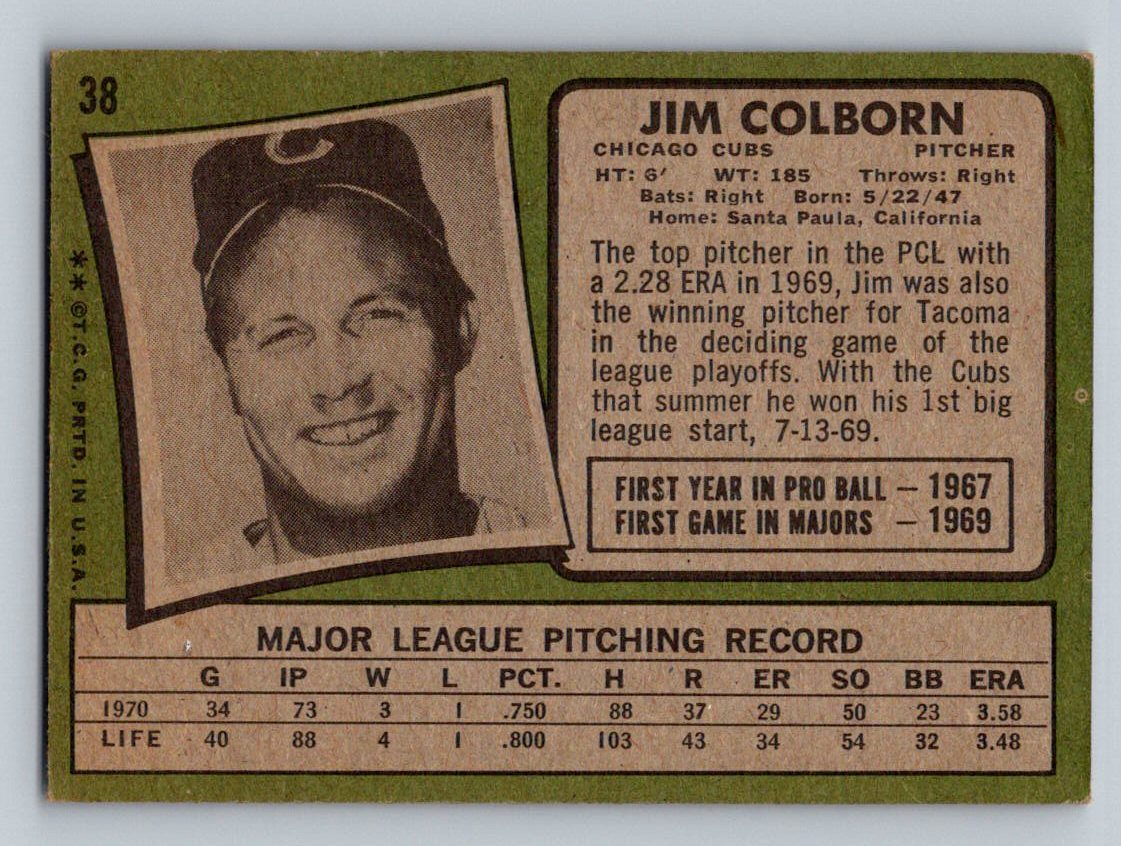 38
C
**©T.C.G. PRTD. IN U.S.A.
JIM COLBORN
CHICAGO CUBS PITCHER
HT: 6' WT: 185 Throws: Right
Bats: Right Born: 5/22/47
Home: Santa Paula, California
The top pitcher in the PCL with
a 2.28 ERA in 1969, Jim was also
the winning pitcher for Tacoma
in the deciding game of the
league playoffs. With the Cubs
that summer he won his 1st big
league start, 7-13-69.
FIRST YEAR IN PRO BALL — 1967
FIRST GAME IN MAJORS — 1969
MAJOR LEAGUE PITCHING RECORD
G IP W L PCT. H R ER SO BB ERA
1970 34 73 3 1 .750 88 37 29 50 23 3.58
LIFE 40 88 4 1 .800 103 43 34 54 32 3.48